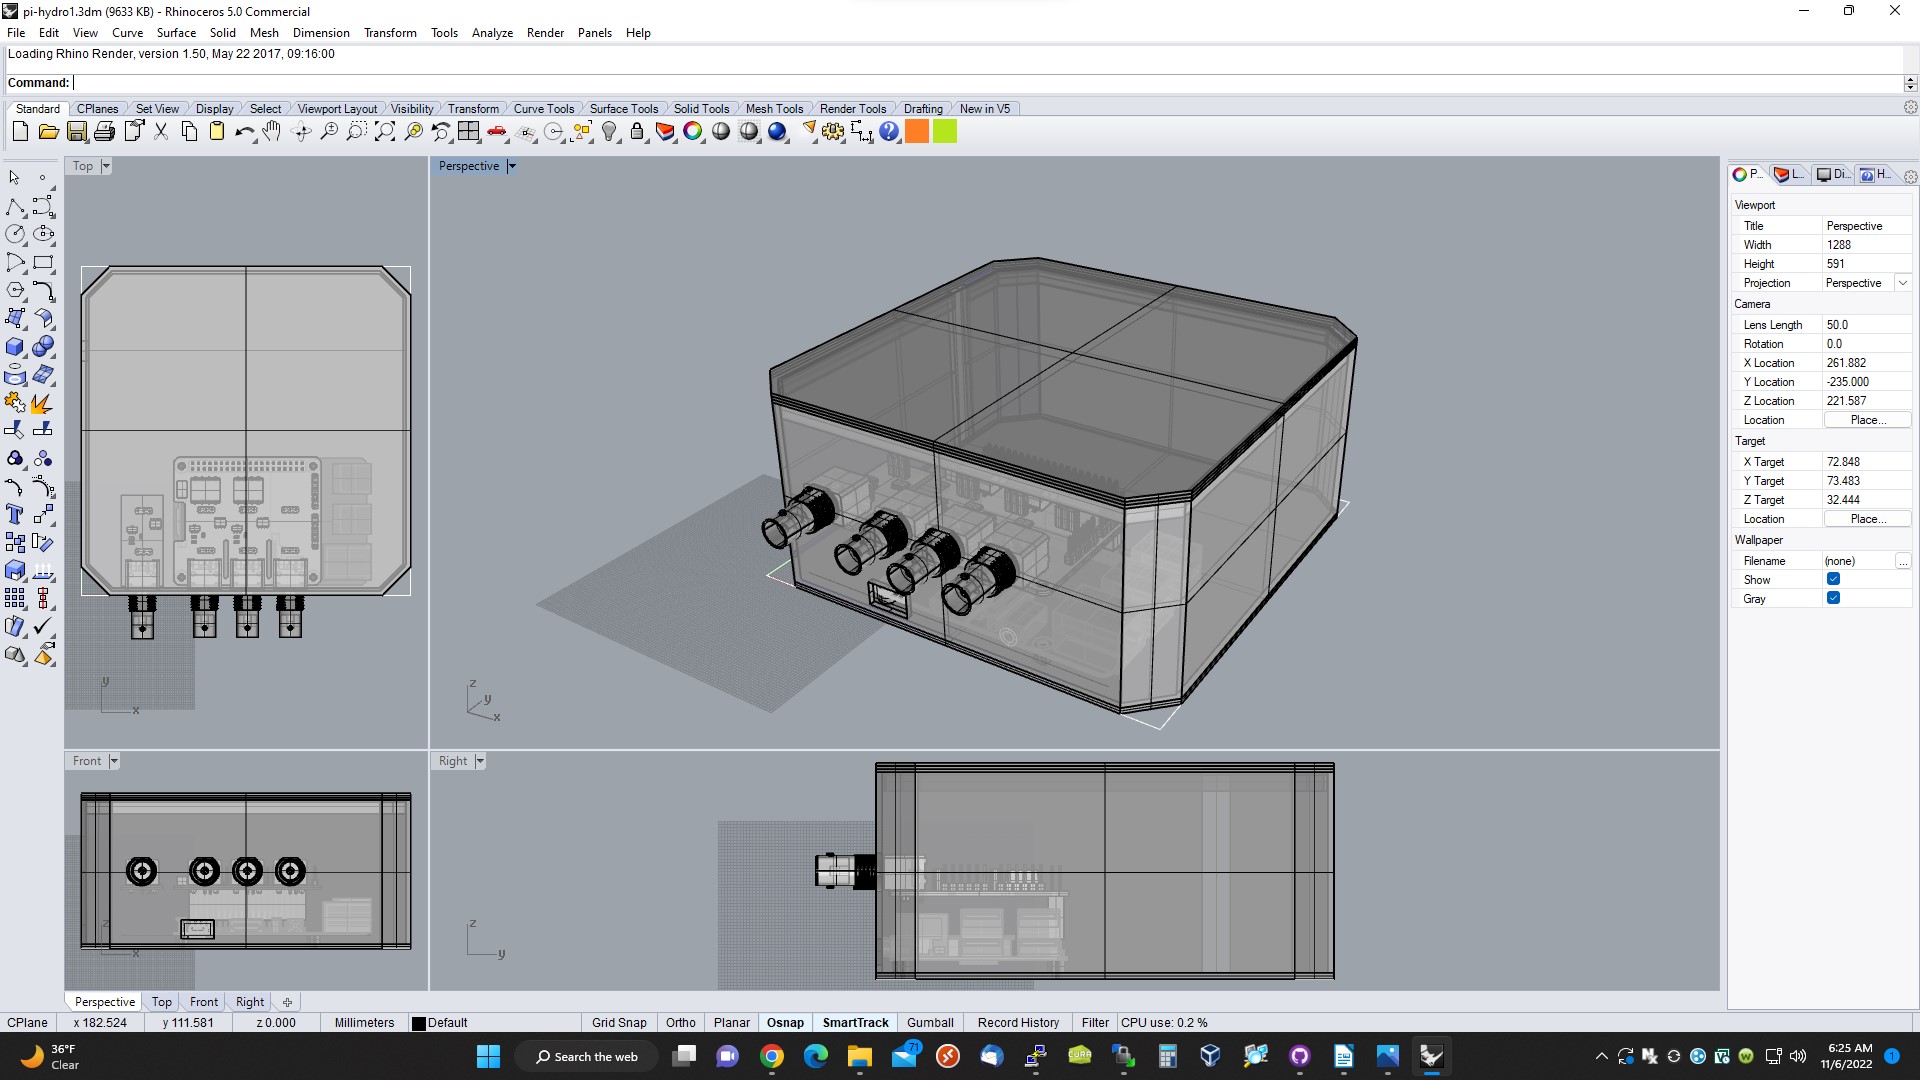 pi-hydro1.3dm (9633 KB) - Rhinoceros 5.0 Commercial
File Edit View Curve Surface Solid Mesh Dimension Transform Tools Analyze Render Panels Help
Loading Rhino Render, version 1.50, May 22 2017, 09:16:00
Command:
Standard CPlanes Set View Display Select Viewport Layout Visibility Transform Curve Tools Surface Tools Solid Tools Mesh Tools Render Tools Drafting New in V5
Top
Perspective
z
y
x
y
x
Front
z
x
Right
z
y
P... L... Di... H...
Viewport
Title Perspective
Width 1288
Height 591
Projection Perspective
Camera
Lens Length 50.0
Rotation 0.0
X Location 261.882
Y Location -235.000
Z Location 221.587
Location Place...
Target
X Target 72.848
Y Target 73.483
Z Target 32.444
Location Place...
Wallpaper
Filename (none) ...
Show
Gray
Perspective Top Front Right
CPlane x 182.524 y 111.581 z 0.000 Millimeters Default Grid Snap Ortho Planar Osnap SmartTrack Gumball Record History Filter CPU use: 0.2 %
36°F
Clear
Search the web
71
CURA
6:25 AM
11/6/2022
1